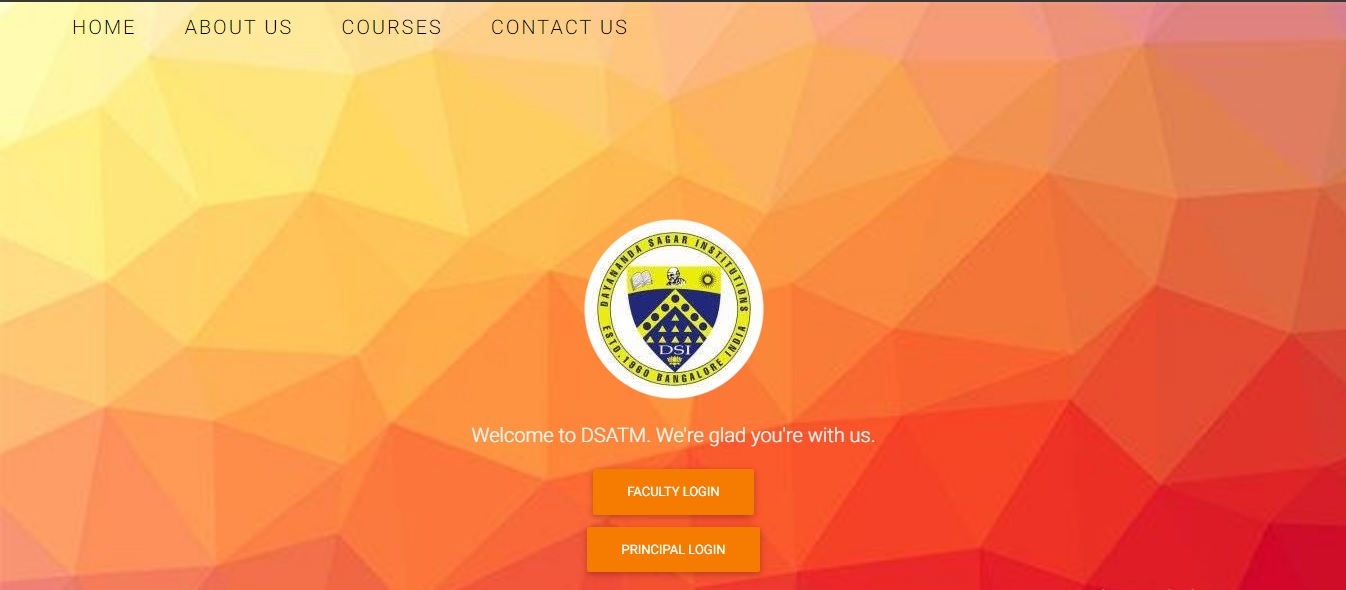 HOME ABOUT US COURSES CONTACT US
DAYANANDA SAGAR INSTITUTIONS
DSI
ESTD. 1960 BANGALORE INDIA
Welcome to DSATM. We're glad you're with us.
FACULTY LOGIN
PRINCIPAL LOGIN